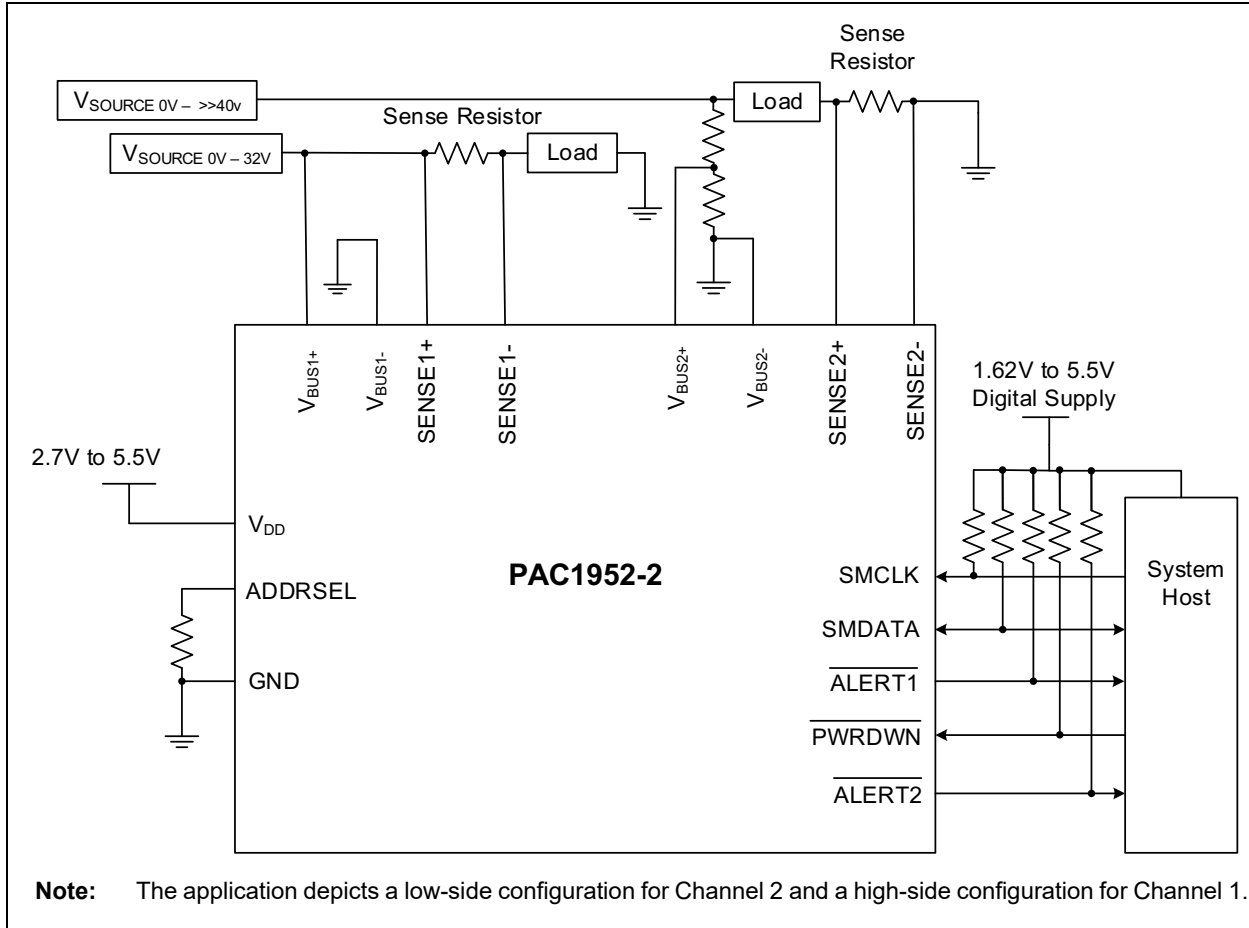 Sense
Resistor
VSOURCE 0V – >>40v
Load
Sense Resistor
VSOURCE 0V – 32V
Load
VBUS1+
VBUS1-
SENSE1+
SENSE1-
VBUS2+
VBUS2-
SENSE2+
SENSE2-
1.62V to 5.5V
Digital Supply
2.7V to 5.5V
VDD
ADDRSEL
GND
PAC1952-2
SMCLK
SMDATA
ALERT1
PWRDWN
ALERT2
System
Host
Note: The application depicts a low-side configuration for Channel 2 and a high-side configuration for Channel 1.